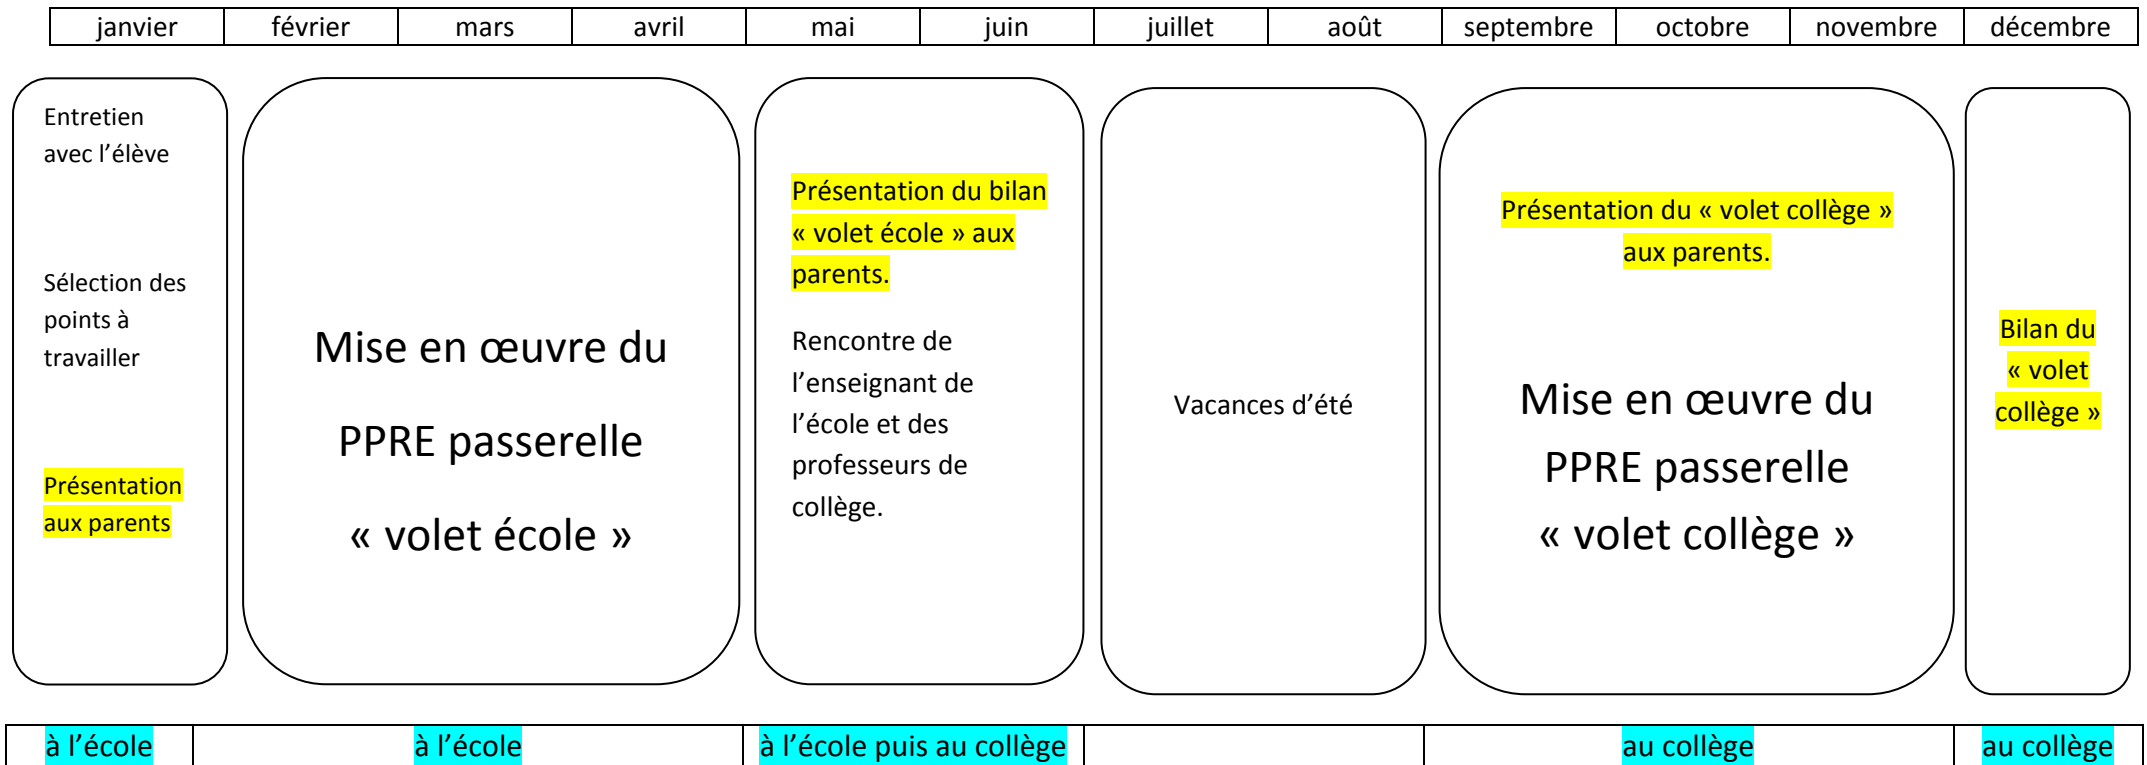 janvier février mars avril mai juin juillet août septembre octobre novembre décembre
Entretien
avec l’élève
Sélection des
points à
travailler
Présentation
aux parents
Mise en œuvre du
PPRE passerelle
« volet école »
Présentation du bilan
« volet école » aux
parents.
Rencontre de
l’enseignant de
l’école et des
professeurs de
collège.
Vacances d’été
Présentation du « volet collège »
aux parents.
Mise en œuvre du
PPRE passerelle
« volet collège »
Bilan du
« volet
collège »
à l’école à l’école à l’école puis au collège au collège au collège